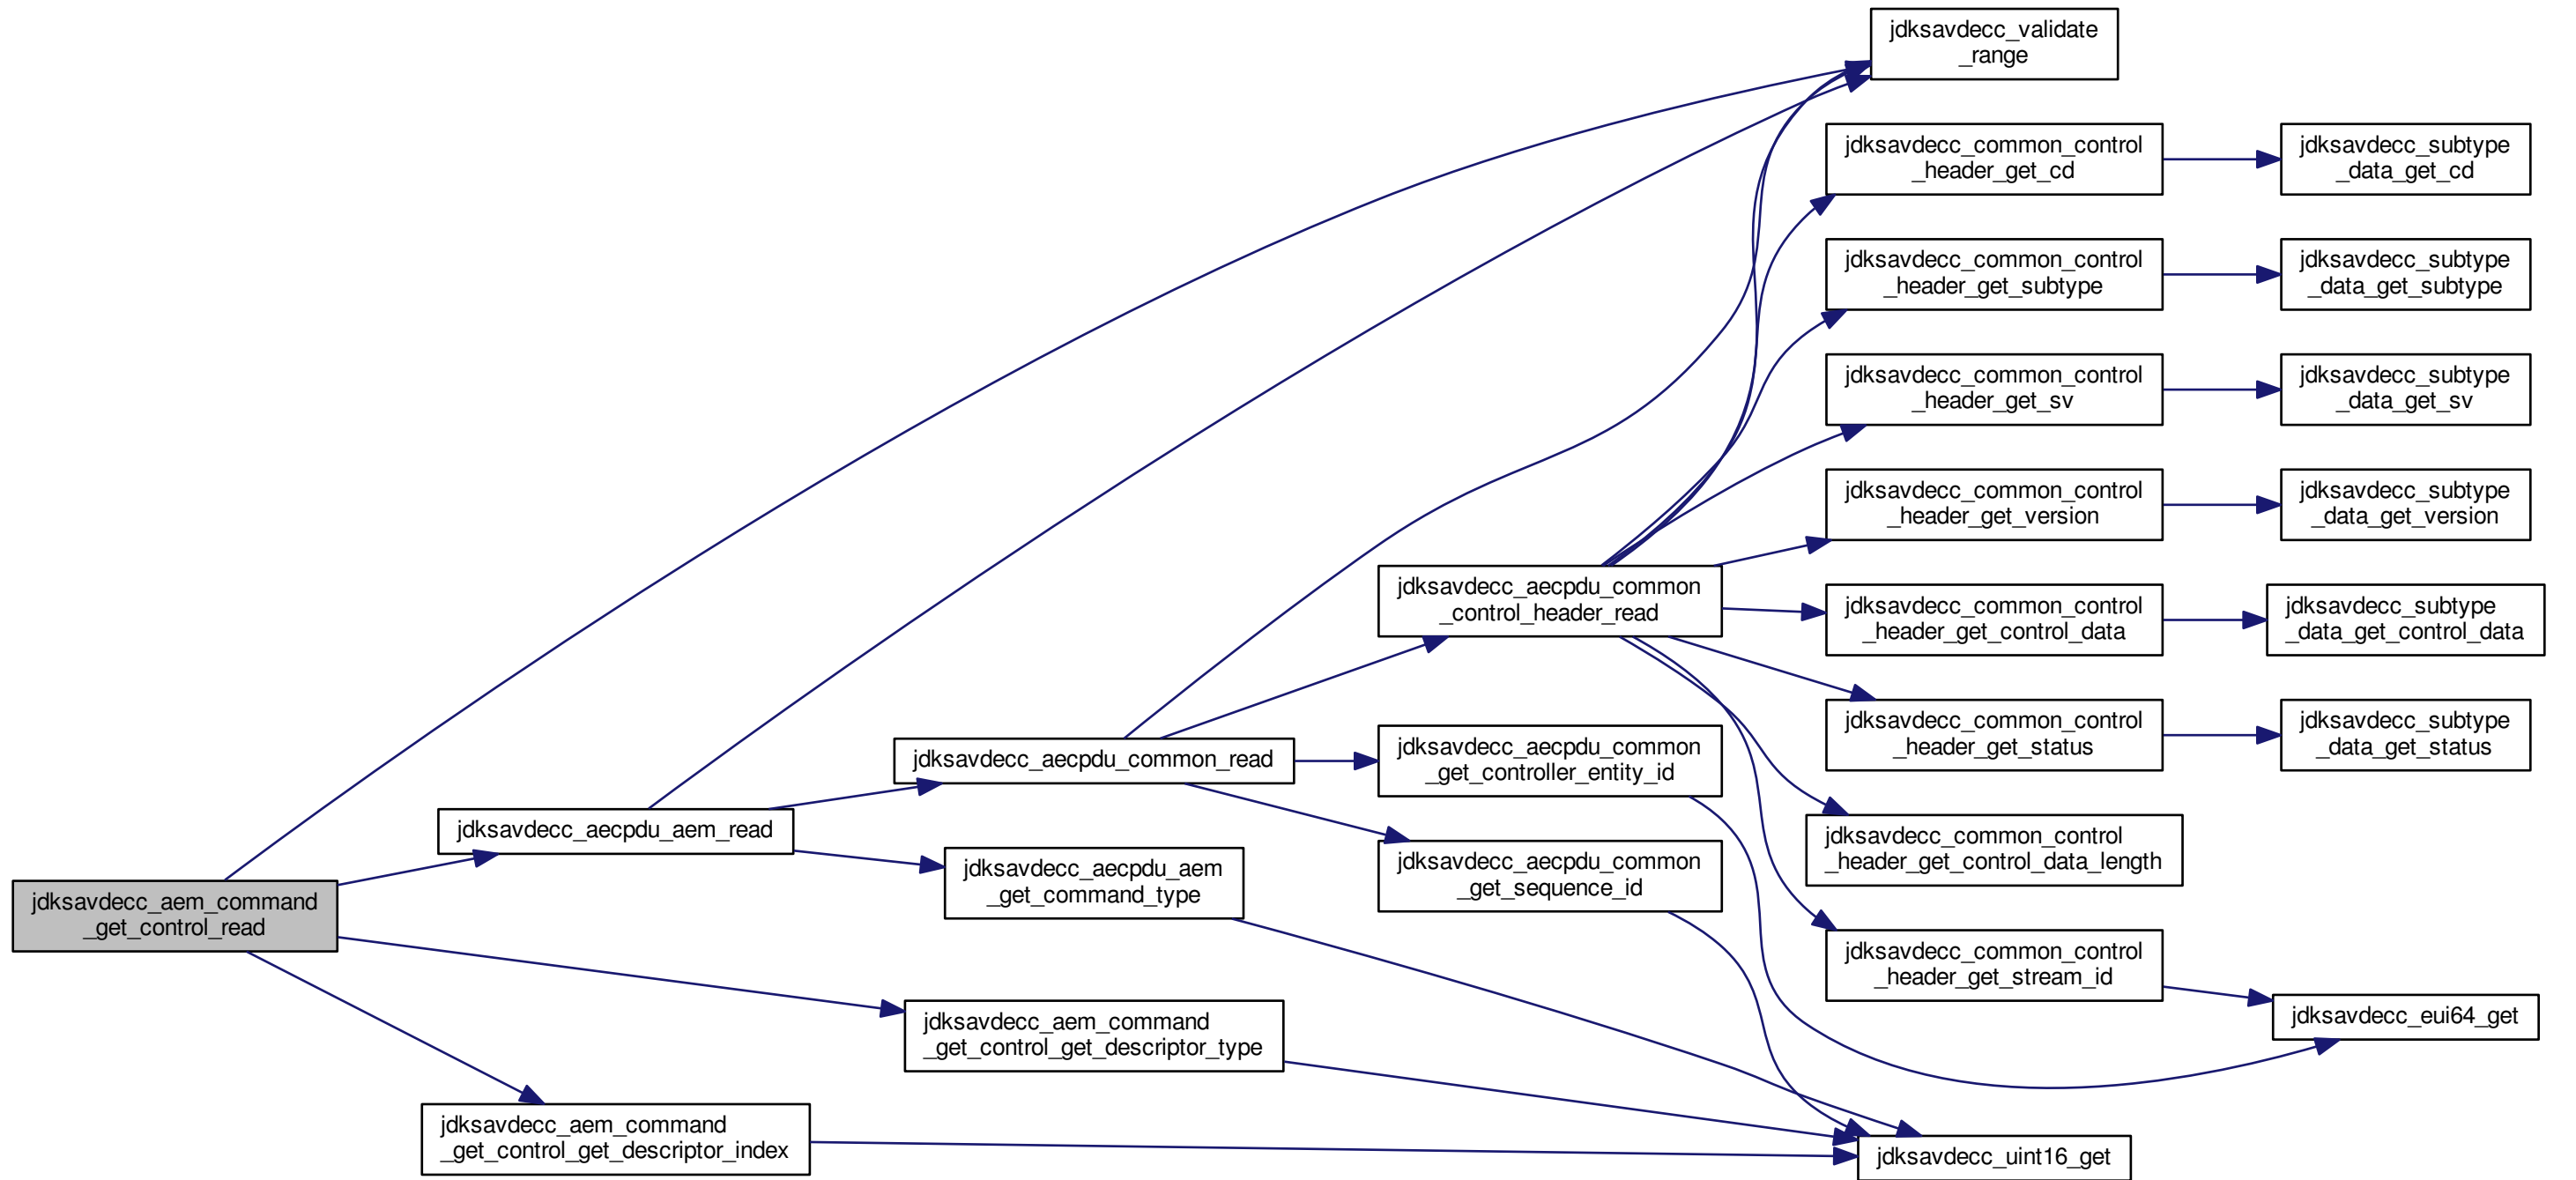 jdksavdecc_validate
_range
jdksavdecc_common_control
_header_get_cd
jdksavdecc_subtype
_data_get_cd
jdksavdecc_common_control
_header_get_subtype
jdksavdecc_subtype
_data_get_subtype
jdksavdecc_common_control
_header_get_sv
jdksavdecc_subtype
_data_get_sv
jdksavdecc_common_control
_header_get_version
jdksavdecc_subtype
_data_get_version
jdksavdecc_aecpdu_common
_control_header_read
jdksavdecc_common_control
_header_get_control_data
jdksavdecc_subtype
_data_get_control_data
jdksavdecc_common_control
_header_get_status
jdksavdecc_subtype
_data_get_status
jdksavdecc_aecpdu_common_read
jdksavdecc_aecpdu_common
_get_controller_entity_id
jdksavdecc_aecpdu_aem_read
jdksavdecc_common_control
_header_get_control_data_length
jdksavdecc_aecpdu_aem
_get_command_type
jdksavdecc_aecpdu_common
_get_sequence_id
jdksavdecc_aem_command
_get_control_read
jdksavdecc_common_control
_header_get_stream_id
jdksavdecc_eui64_get
jdksavdecc_aem_command
_get_control_get_descriptor_type
jdksavdecc_aem_command
_get_control_get_descriptor_index
jdksavdecc_uint16_get